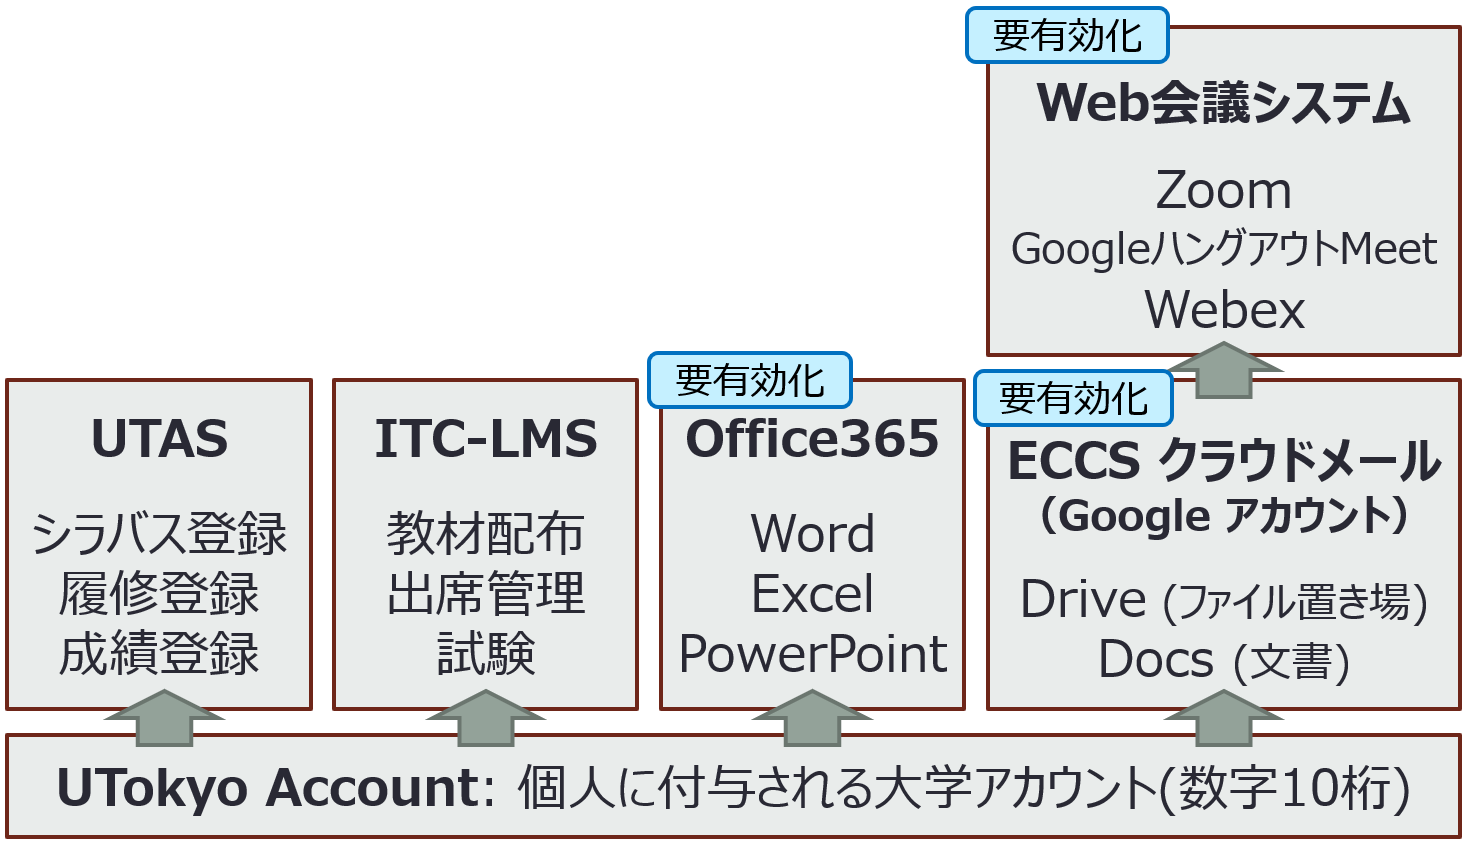 要有効化
Web会議システム
Zoom
GoogleハングアウトMeet
Webex
UTAS
シラバス登録
履修登録
成績登録
ITC-LMS
教材配布
出席管理
試験
要有効化
Office365
Word
Excel
PowerPoint
要有効化
ECCS クラウドメール
（Google アカウント）
Drive (ファイル置き場)
Docs (文書)
UTokyo Account: 個人に付与される大学アカウント(数字10桁)